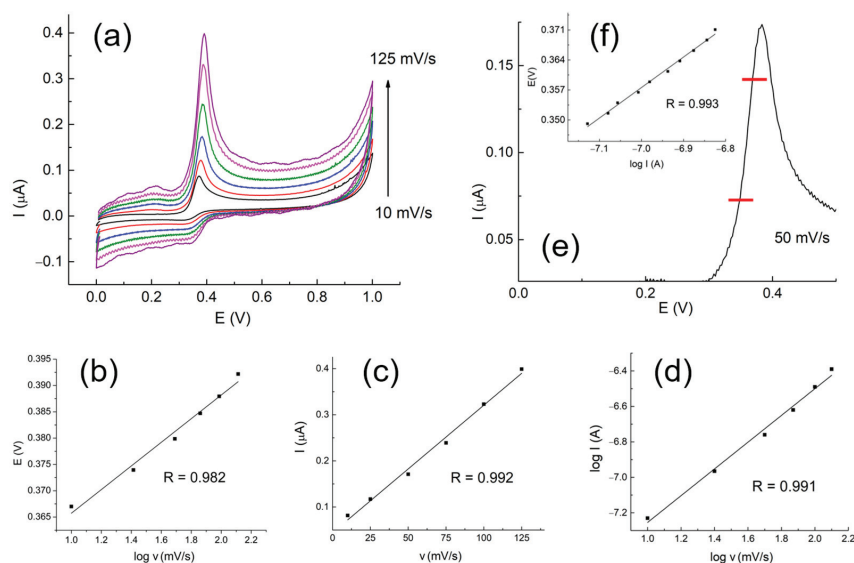 (a)
125 mV/s
10 mV/s
0.4
0.3
0.2
0.1
0.0
−0.1
I (µA)
0.0 0.2 0.4 0.6 0.8 1.0
E (V)
(f)
0.371
0.364
0.357
0.350
E(V)
R = 0.993
-7.1 -7.0 -6.9 -6.8
log I (A)
(e)
50 mV/s
0.15
0.10
0.05
I (µA)
0.0 0.2 0.4
E (V)
(b)
0.395
0.390
0.385
0.380
0.375
0.370
0.365
E (V)
R = 0.982
1.0 1.2 1.4 1.6 1.8 2.0 2.2
log v (mV/s)
(c)
0.4
0.3
0.2
0.1
I (µA)
R = 0.992
0 25 50 75 100 125
v (mV/s)
(d)
−6.4
−6.6
−6.8
−7.0
−7.2
log I (A)
R = 0.991
1.0 1.2 1.4 1.6 1.8 2.0 2.2
log v (mV/s)